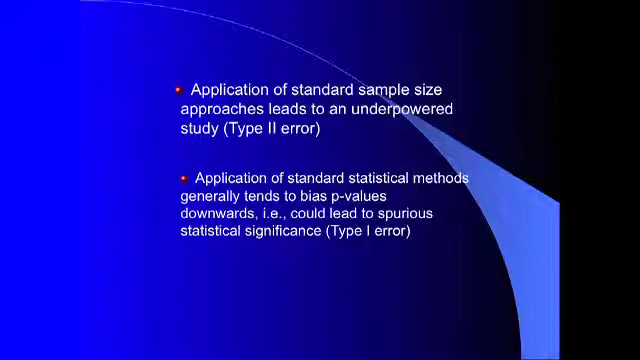 Application of standard sample size
approaches leads to an underpowered
study (Type II error)
Application of standard statistical methods
generally tends to bias p-values
downwards, i.e., could lead to spurious
statistical significance (Type I error)